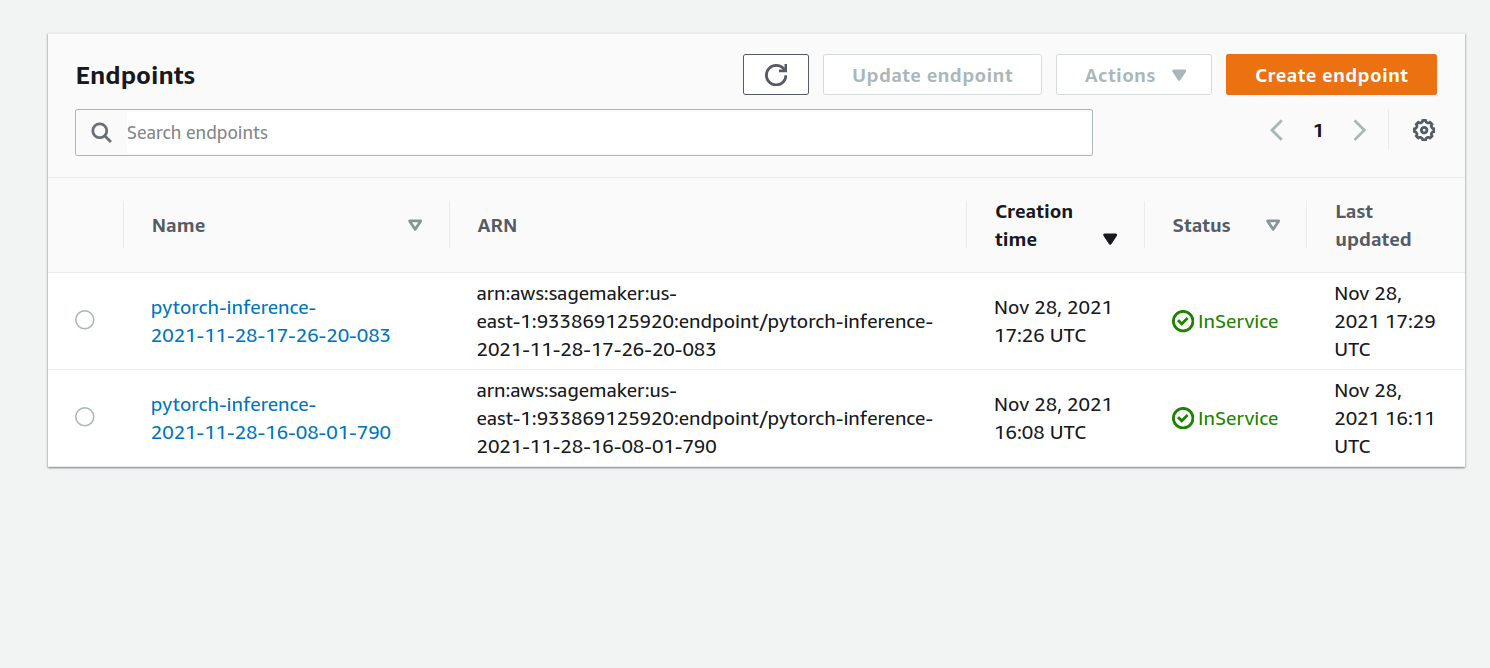 Endpoints
Update endpoint
Actions
Create endpoint
Search endpoints
1
Name
ARN
Creation
time
Status
Last
updated
pytorch-inference-
2021-11-28-17-26-20-083
arn:aws:sagemaker:us-
east-1:933869125920:endpoint/pytorch-inference-
2021-11-28-17-26-20-083
Nov 28, 2021
17:26 UTC
InService
Nov 28,
2021 17:29
UTC
pytorch-inference-
2021-11-28-16-08-01-790
arn:aws:sagemaker:us-
east-1:933869125920:endpoint/pytorch-inference-
2021-11-28-16-08-01-790
Nov 28, 2021
16:08 UTC
InService
Nov 28,
2021 16:11
UTC